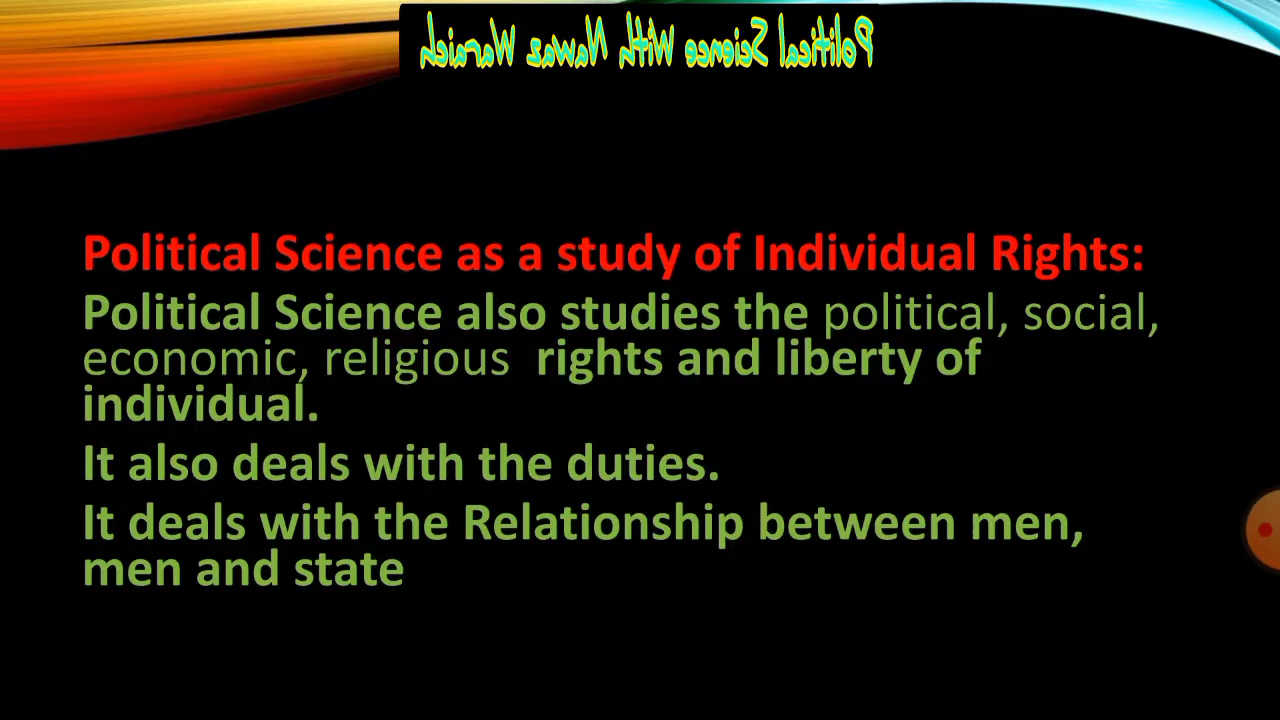 Political Science With Nawaz Waraich
Political Science as a study of Individual Rights:
Political Science also studies the political, social,
economic, religious rights and liberty of
individual.
It also deals with the duties.
It deals with the Relationship between men,
men and state